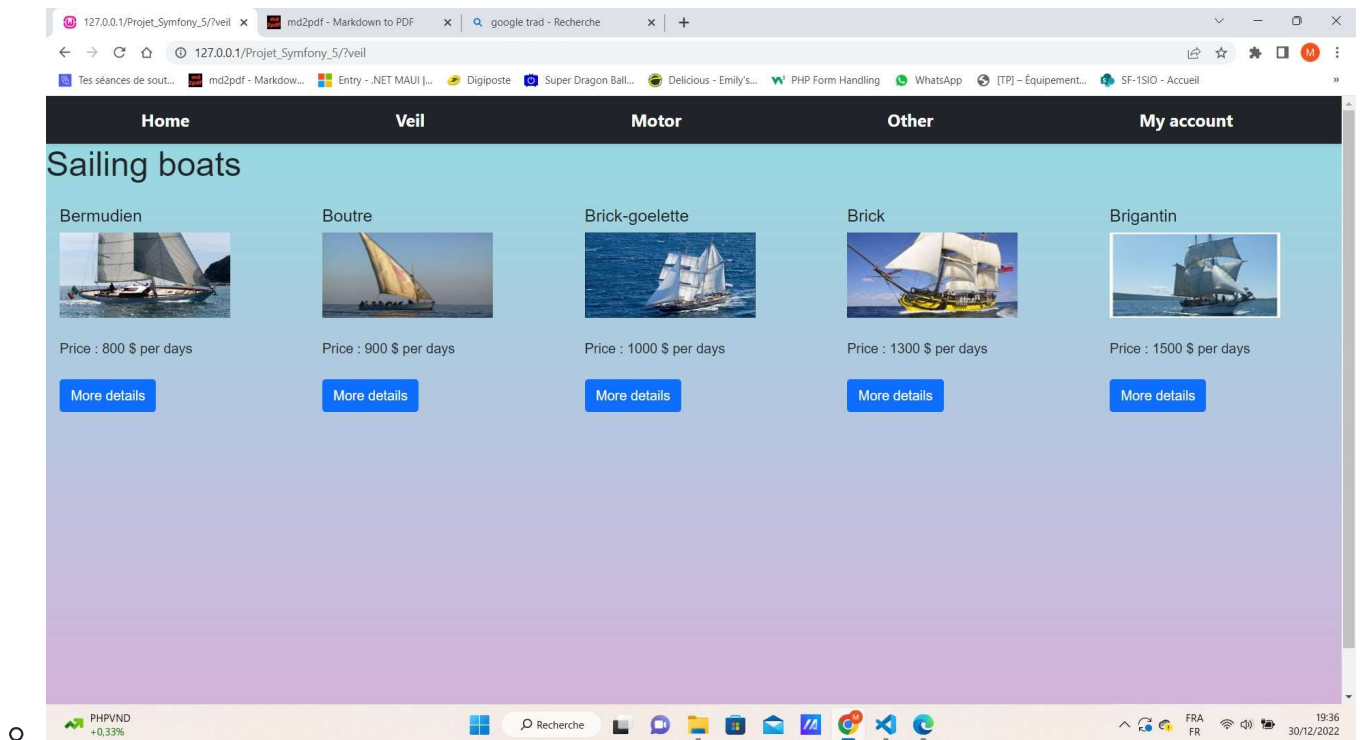 127.0.0.1/Projet_Symfony_5/?veil
md2pdf - Markdown to PDF
google trad - Recherche
127.0.0.1/Projet_Symfony_5/?veil
M
Tes séances de sout...
md2pdf - Markdow...
Entry - .NET MAUI |...
Digiposte
Super Dragon Ball...
Delicious - Emily's...
PHP Form Handling
WhatsApp
[TP] – Équipement...
SF-1SIO - Accueil
»
Home
Veil
Motor
Other
My account
Sailing boats
Bermudien
Boutre
Brick-goelette
Brick
Brigantin
Price : 800 $ per days
Price : 900 $ per days
Price : 1000 $ per days
Price : 1300 $ per days
Price : 1500 $ per days
More details
More details
More details
More details
More details
PHPVND
+0,33%
Recherche
FRA
FR
19:36
30/12/2022